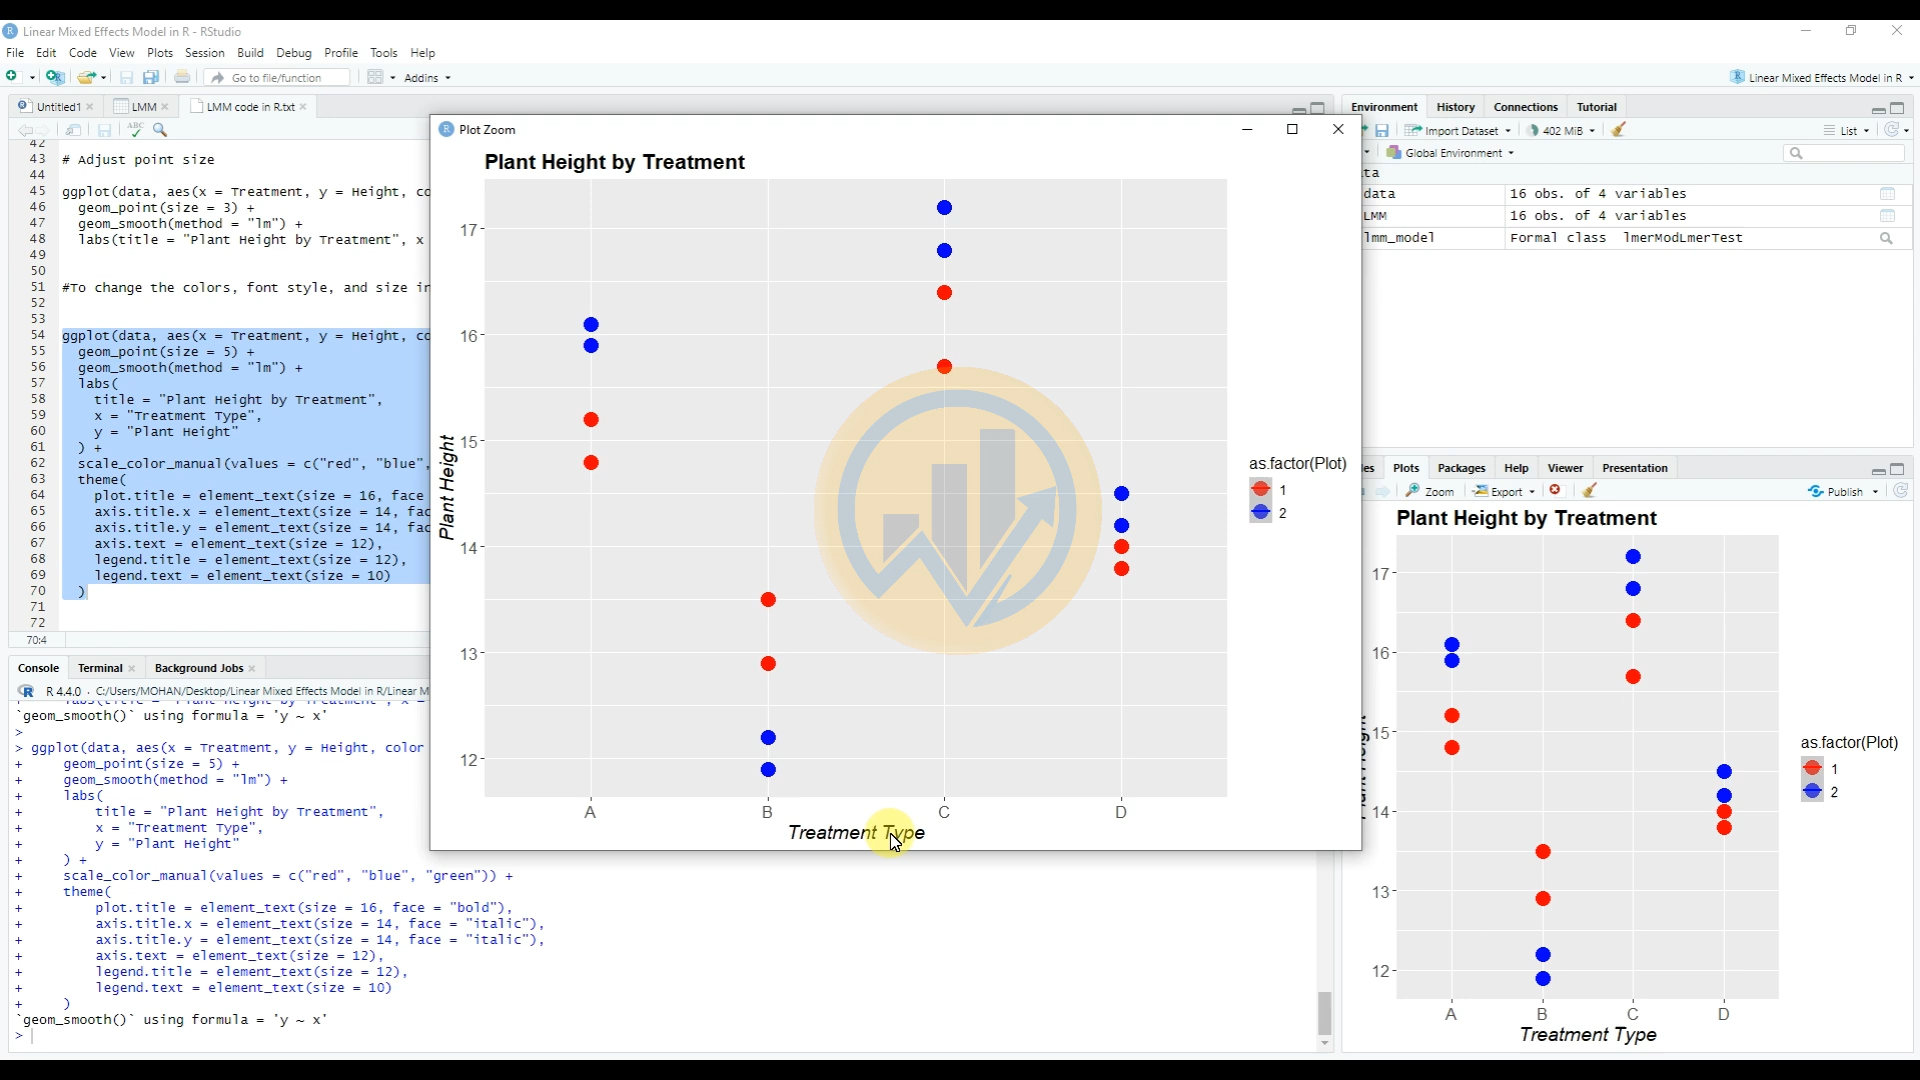 Linear Mixed Effects Model in R - RStudio
File Edit Code View Plots Session Build Debug Profile Tools Help
Go to file/function Addins
Linear Mixed Effects Model in R
Untitled1 LMM LMM code in R.txt
42
43 # Adjust point size
44
45 ggplot(data, aes(x = Treatment, y = Height, co
46 geom_point(size = 3) +
47 geom_smooth(method = "lm") +
48 labs(title = "Plant Height by Treatment", x
49
50
51 #To change the colors, font style, and size in
52
53
54 ggplot(data, aes(x = Treatment, y = Height, co
55 geom_point(size = 5) +
56 geom_smooth(method = "lm") +
57 labs(
58 title = "Plant Height by Treatment",
59 x = "Treatment Type",
60 y = "Plant Height"
61 ) +
62 scale_color_manual(values = c("red", "blue",
63 theme(
64 plot.title = element_text(size = 16, face
65 axis.title.x = element_text(size = 14, fac
66 axis.title.y = element_text(size = 14, fac
67 axis.text = element_text(size = 12),
68 legend.title = element_text(size = 12),
69 legend.text = element_text(size = 10)
70 )
71
72
70:4
Console Terminal Background Jobs
R 4.4.0 · C:/Users/MOHAN/Desktop/Linear Mixed Effects Model in R/Linear M
`geom_smooth()` using formula = 'y ~ x'
>
> ggplot(data, aes(x = Treatment, y = Height, color
+ geom_point(size = 5) +
+ geom_smooth(method = "lm") +
+ labs(
+ title = "Plant Height by Treatment",
+ x = "Treatment Type",
+ y = "Plant Height"
+ ) +
+ scale_color_manual(values = c("red", "blue", "green")) +
+ theme(
+ plot.title = element_text(size = 16, face = "bold"),
+ axis.title.x = element_text(size = 14, face = "italic"),
+ axis.title.y = element_text(size = 14, face = "italic"),
+ axis.text = element_text(size = 12),
+ legend.title = element_text(size = 12),
+ legend.text = element_text(size = 10)
+ )
`geom_smooth()` using formula = 'y ~ x'
>
Plot Zoom
Plant Height by Treatment
17
16
15
14
13
12
Plant Height
A B C D
Treatment Type
as.factor(Plot)
1
2
Environment History Connections Tutorial
Import Dataset 402 MiB List
Global Environment
ta
data 16 obs. of 4 variables
LMM 16 obs. of 4 variables
lmm_model Formal class lmerModLmerTest
les Plots Packages Help Viewer Presentation
Zoom Export Publish
Plant Height by Treatment
17
16
15
14
13
12
A B C D
Treatment Type
as.factor(Plot)
1
2